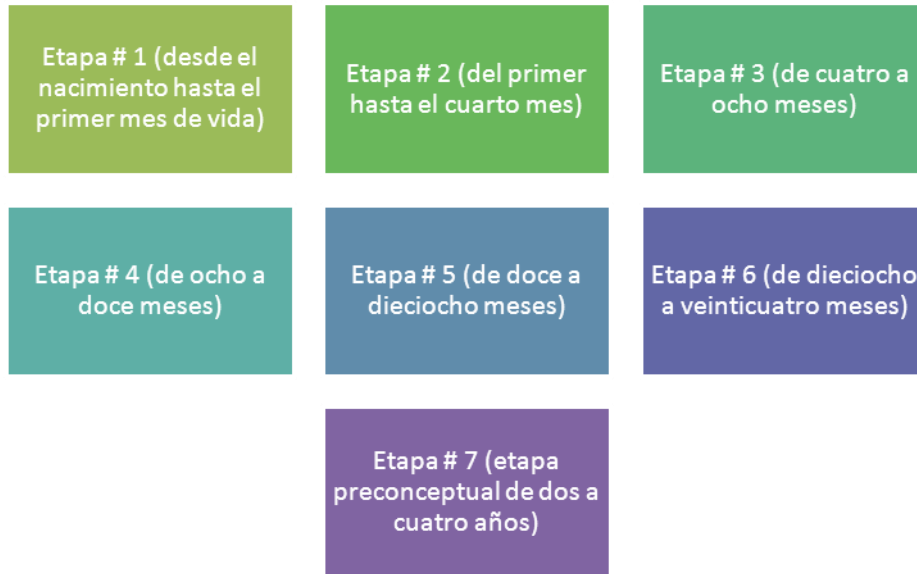 Etapa # 1 (desde el
nacimiento hasta el
primer mes de vida)
Etapa # 2 (del primer
hasta el cuarto mes)
Etapa # 3 (de cuatro a
ocho meses)
Etapa # 4 (de ocho a
doce meses)
Etapa # 5 (de doce a
dieciocho meses)
Etapa # 6 (de dieciocho
a veinticuatro meses)
Etapa # 7 (etapa
preconceptual de dos a
cuatro años)